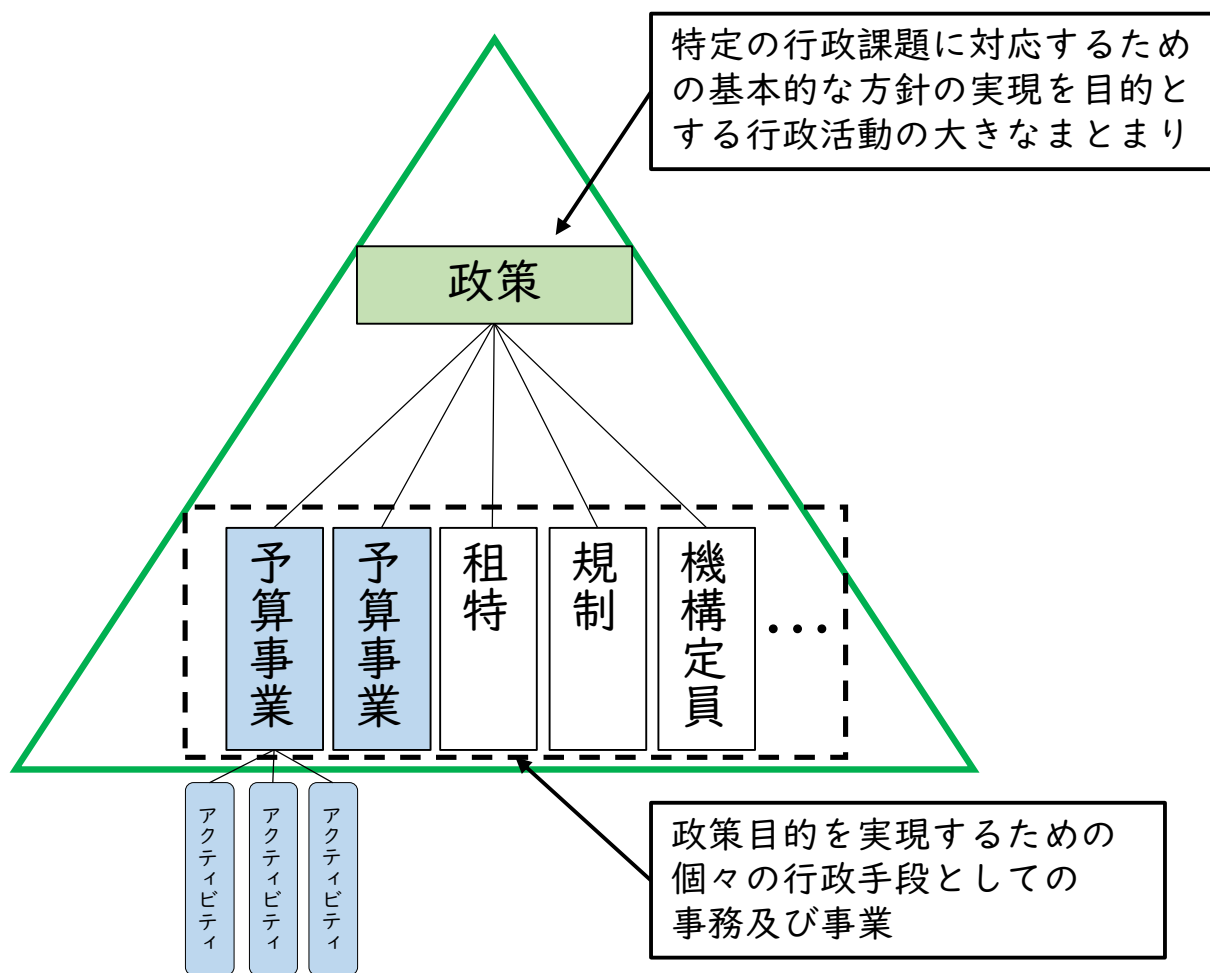 特定の行政課題に対応するため
の基本的な方針の実現を目的と
する行政活動の大きなまとまり
政策
予算事業
予算事業
租特
規制
機構定員
・・・
アクティビティ
アクティビティ
アクティビティ
政策目的を実現するための
個々の行政手段としての
事務及び事業